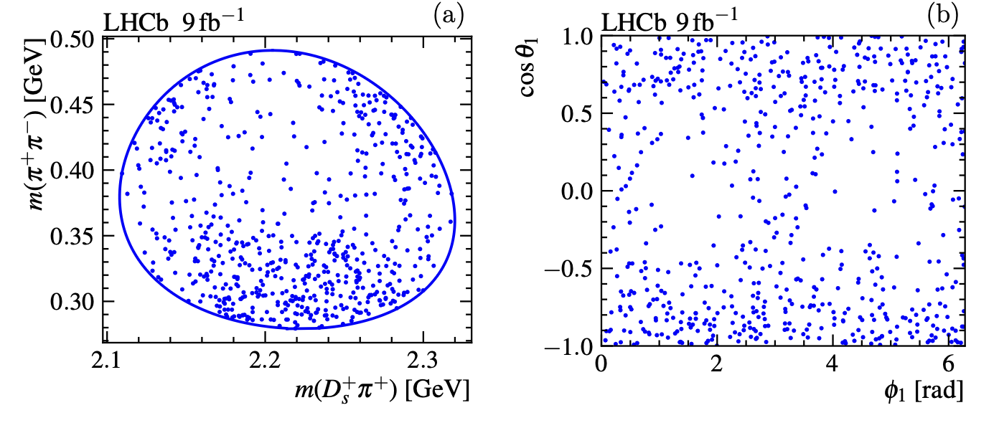 LHCb 9 fb⁻¹ (a)
m(π⁺π⁻) [GeV]
0.50
0.45
0.40
0.35
0.30
2.1 2.2 2.3
m(Dₛ⁺π⁺) [GeV]
LHCb 9 fb⁻¹ (b)
cos θ₁
1.0
0.5
0.0
−0.5
−1.0
0 2 4 6
ϕ₁ [rad]